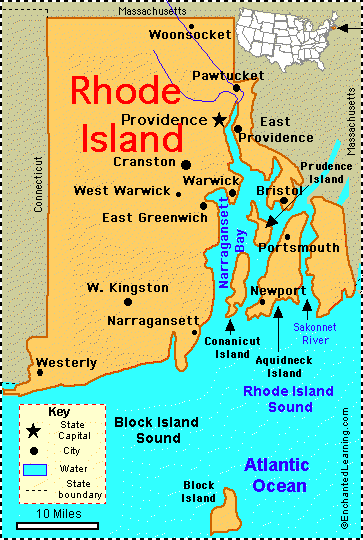 Massachusetts
Woonsocket
Pawtucket
Rhode
Island
Providence
East
Providence
Massachusetts
Connecticut
Cranston
Prudence
Island
West Warwick
Warwick
Bristol
East Greenwich
Narragansett
Bay
Portsmouth
W. Kingston
Newport
Narragansett
Conanicut
Island
Aquidneck
Island
Sakonnet
River
Westerly
Rhode Island
Sound
Key
State
Capital
City
Water
State
boundary
10 Miles
Block Island
Sound
Atlantic
Ocean
Block
Island
©EnchantedLearning.com